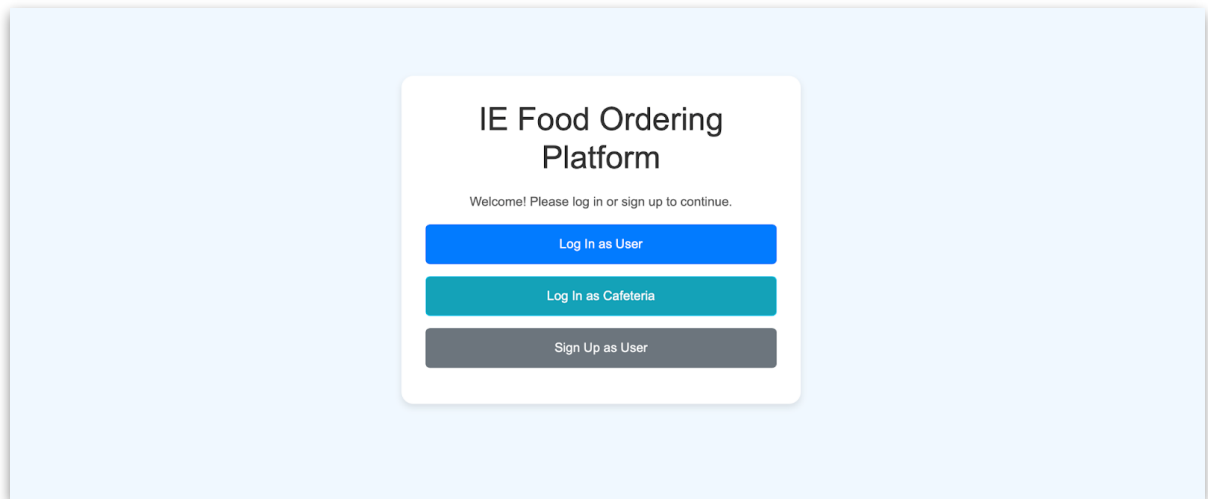 IE Food Ordering
Platform
Welcome! Please log in or sign up to continue.
Log In as User
Log In as Cafeteria
Sign Up as User